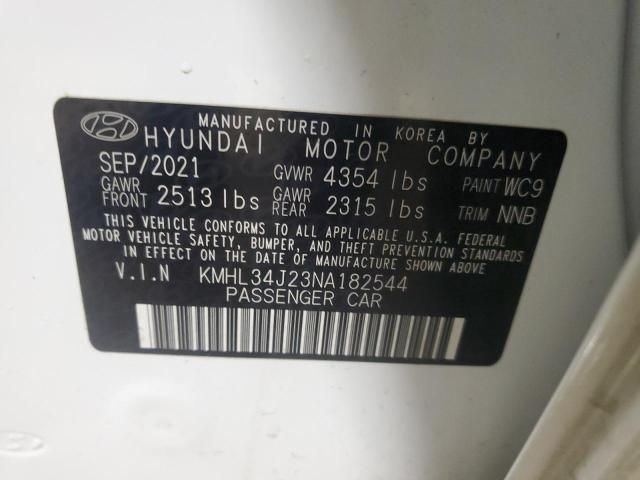 MANUFACTURED IN KOREA BY
HYUNDAI MOTOR COMPANY
SEP/2021 GVWR 4354 lbs PAINT WC9
GAWR FRONT 2513 lbs GAWR REAR 2315 lbs TRIM NNB
THIS VEHICLE CONFORMS TO ALL APPLICABLE U.S.A. FEDERAL
MOTOR VEHICLE SAFETY, BUMPER, AND THEFT PREVENTION STANDARDS
IN EFFECT ON THE DATE OF MANUFACTURE SHOWN ABOVE.
V.I.N KMHL34J23NA182544
PASSENGER CAR